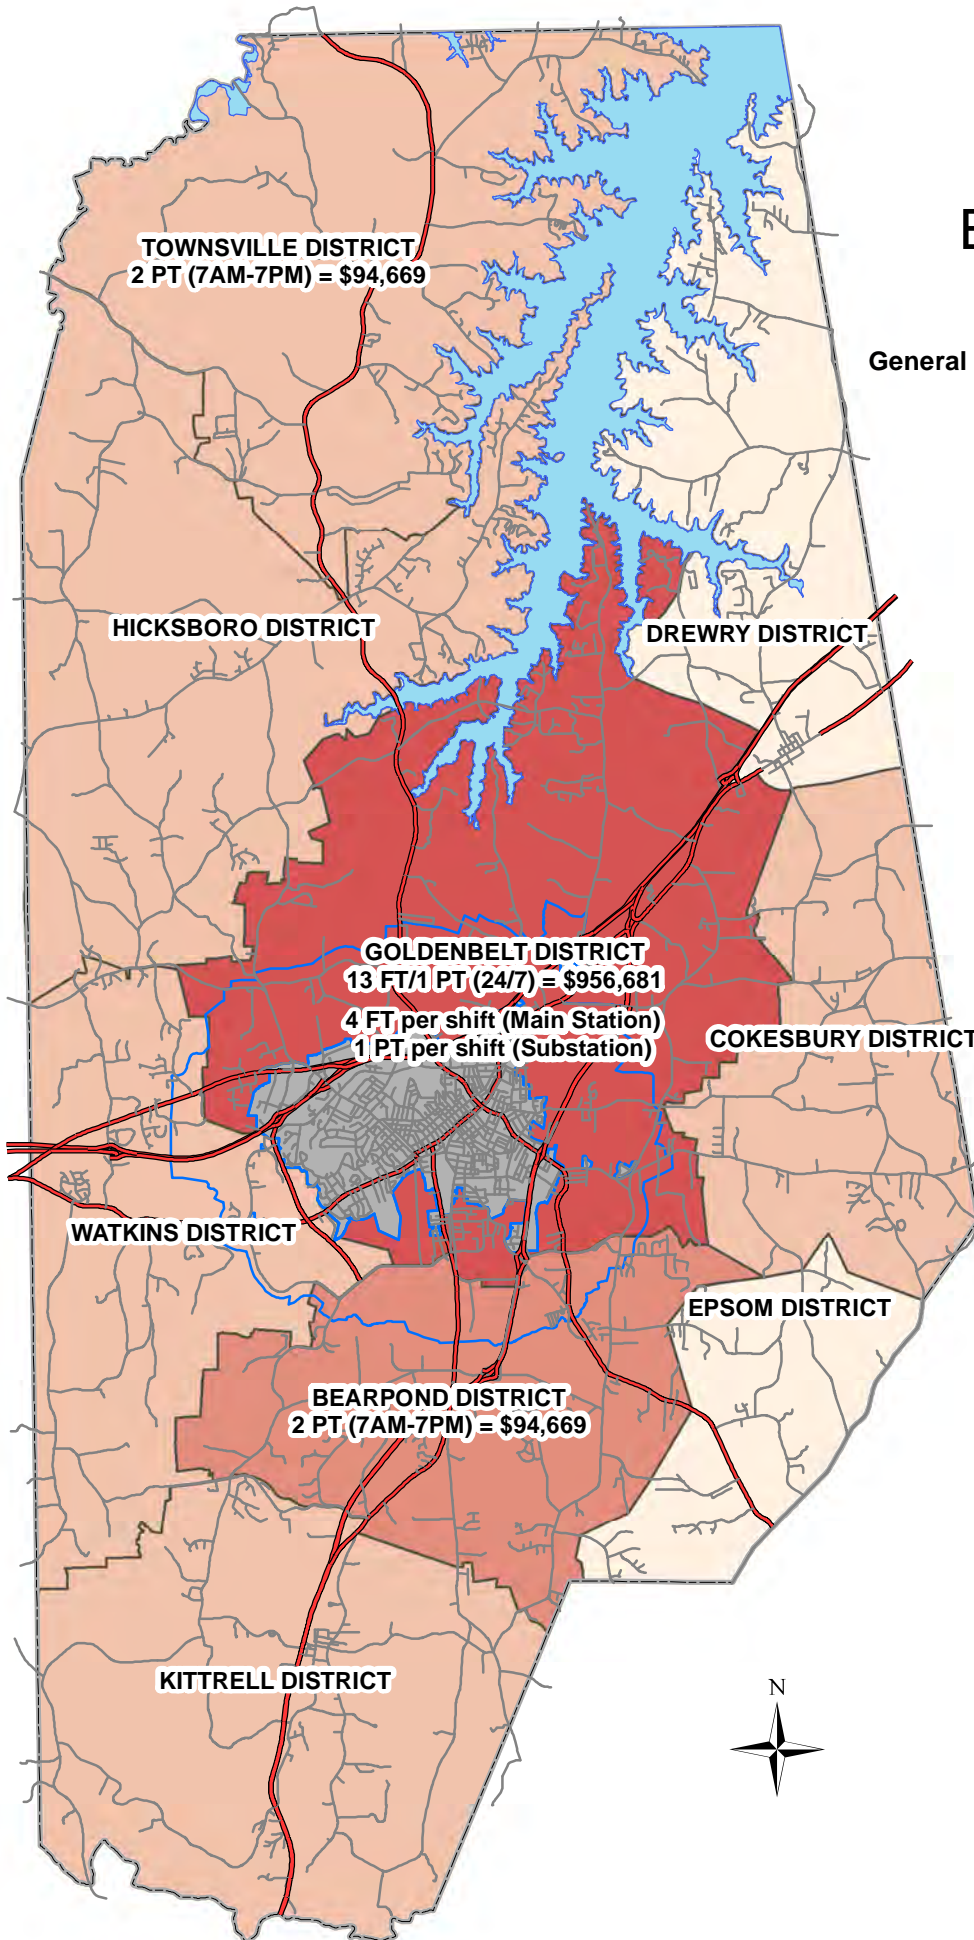 E
TOWNSVILLE DISTRICT
2 PT (7AM-7PM) = $94,669
General
HICKSBORO DISTRICT
DREWRY DISTRICT
GOLDENBELT DISTRICT
13 FT/1 PT (24/7) = $956,681
4 FT per shift (Main Station)
1 PT per shift (Substation)
COKESBURY DISTRICT
WATKINS DISTRICT
EPSOM DISTRICT
BEARPOND DISTRICT
2 PT (7AM-7PM) = $94,669
KITTRELL DISTRICT
N